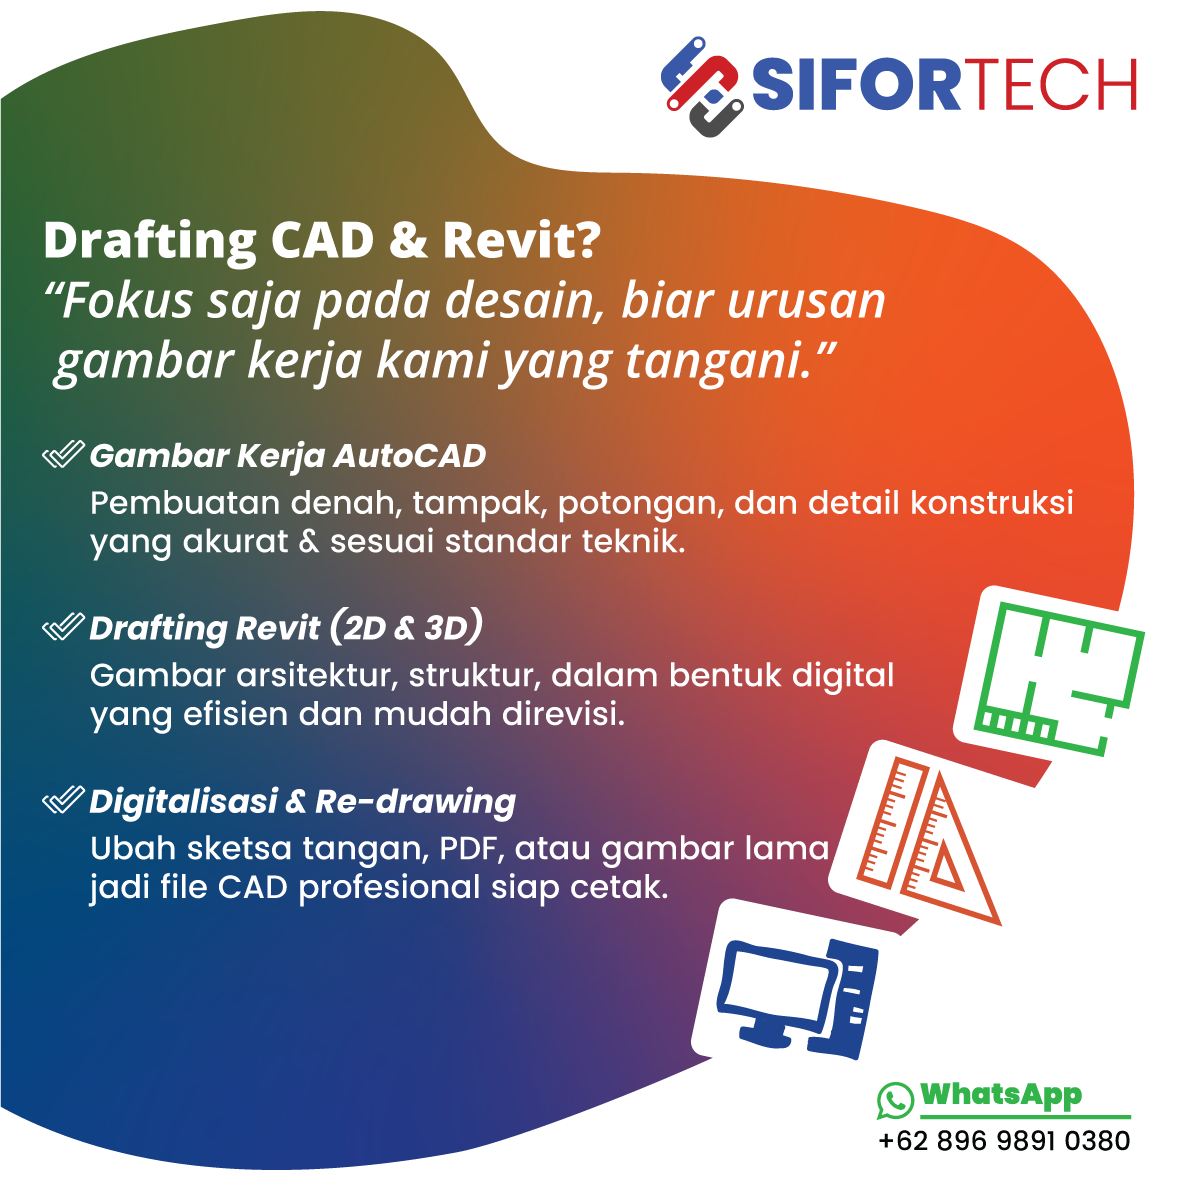 SIFORTECH
Drafting CAD & Revit?
“Fokus saja pada desain, biar urusan
gambar kerja kami yang tangani.”
Gambar Kerja AutoCAD
Pembuatan denah, tampak, potongan, dan detail konstruksi
yang akurat & sesuai standar teknik.
Drafting Revit (2D & 3D)
Gambar arsitektur, struktur, dalam bentuk digital
yang efisien dan mudah direvisi.
Digitalisasi & Re-drawing
Ubah sketsa tangan, PDF, atau gambar lama
jadi file CAD profesional siap cetak.
WhatsApp
+62 896 9891 0380